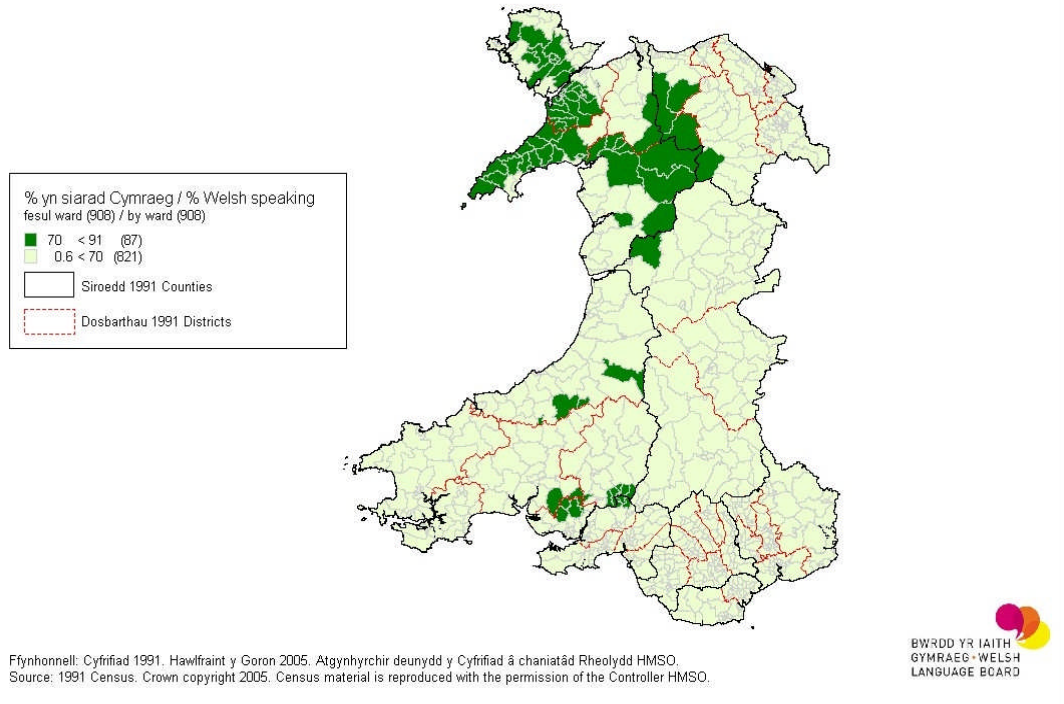 % yn siarad Cymraeg / % Welsh speaking
fesul ward (908) / by ward (908)
70 < 91 (87)
0.6 < 70 (821)
Siroedd 1991 Counties
Dosbarthau 1991 Districts
Ffynhonnell: Cyfrifiad 1991. Hawlfraint y Goron 2005. Atgynhyrchir deunydd y Cyfrifiad â chaniatâd Rheolydd HMSO.
Source: 1991 Census. Crown copyright 2005. Census material is reproduced with the permission of the Controller HMSO.
BWRDD YR IAITH
GYMRAEG • WELSH
LANGUAGE BOARD